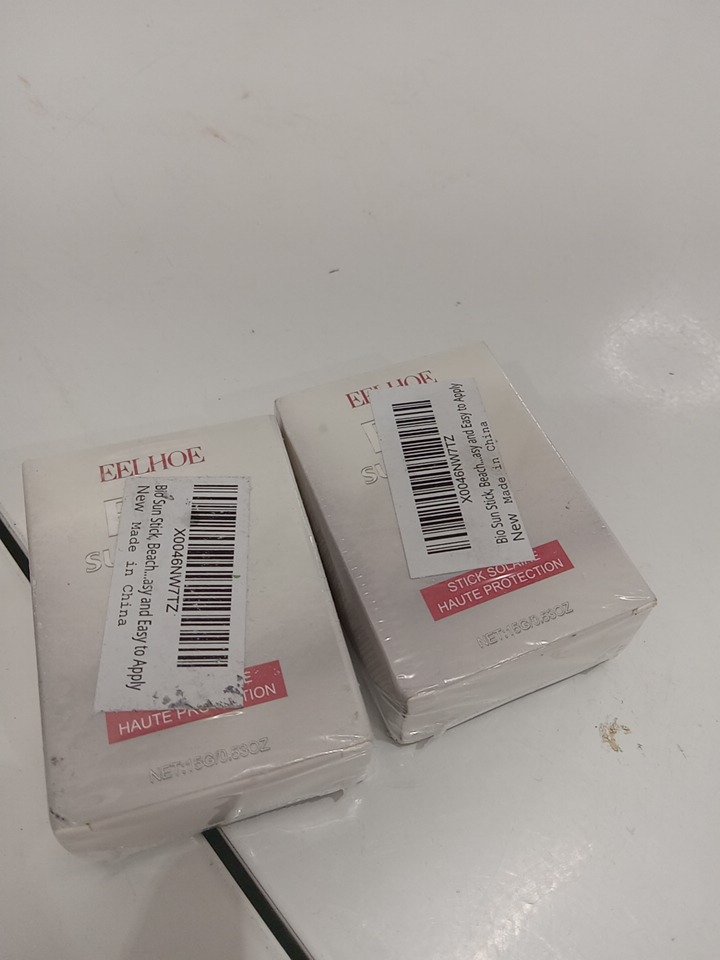 EELHOE
X0046NW7TZ
Bio Sun Stick, Beach...asy and Easy to Apply
New Made in China
HAUTE
NET:15G/0.53OZ
EELHOE
X0046NW7TZ
Bio Sun Stick, Beach...asy and Easy to Apply
New Made in China
STICK SOLAIRE
HAUTE PROTECTION
NET:15G/0.53OZ